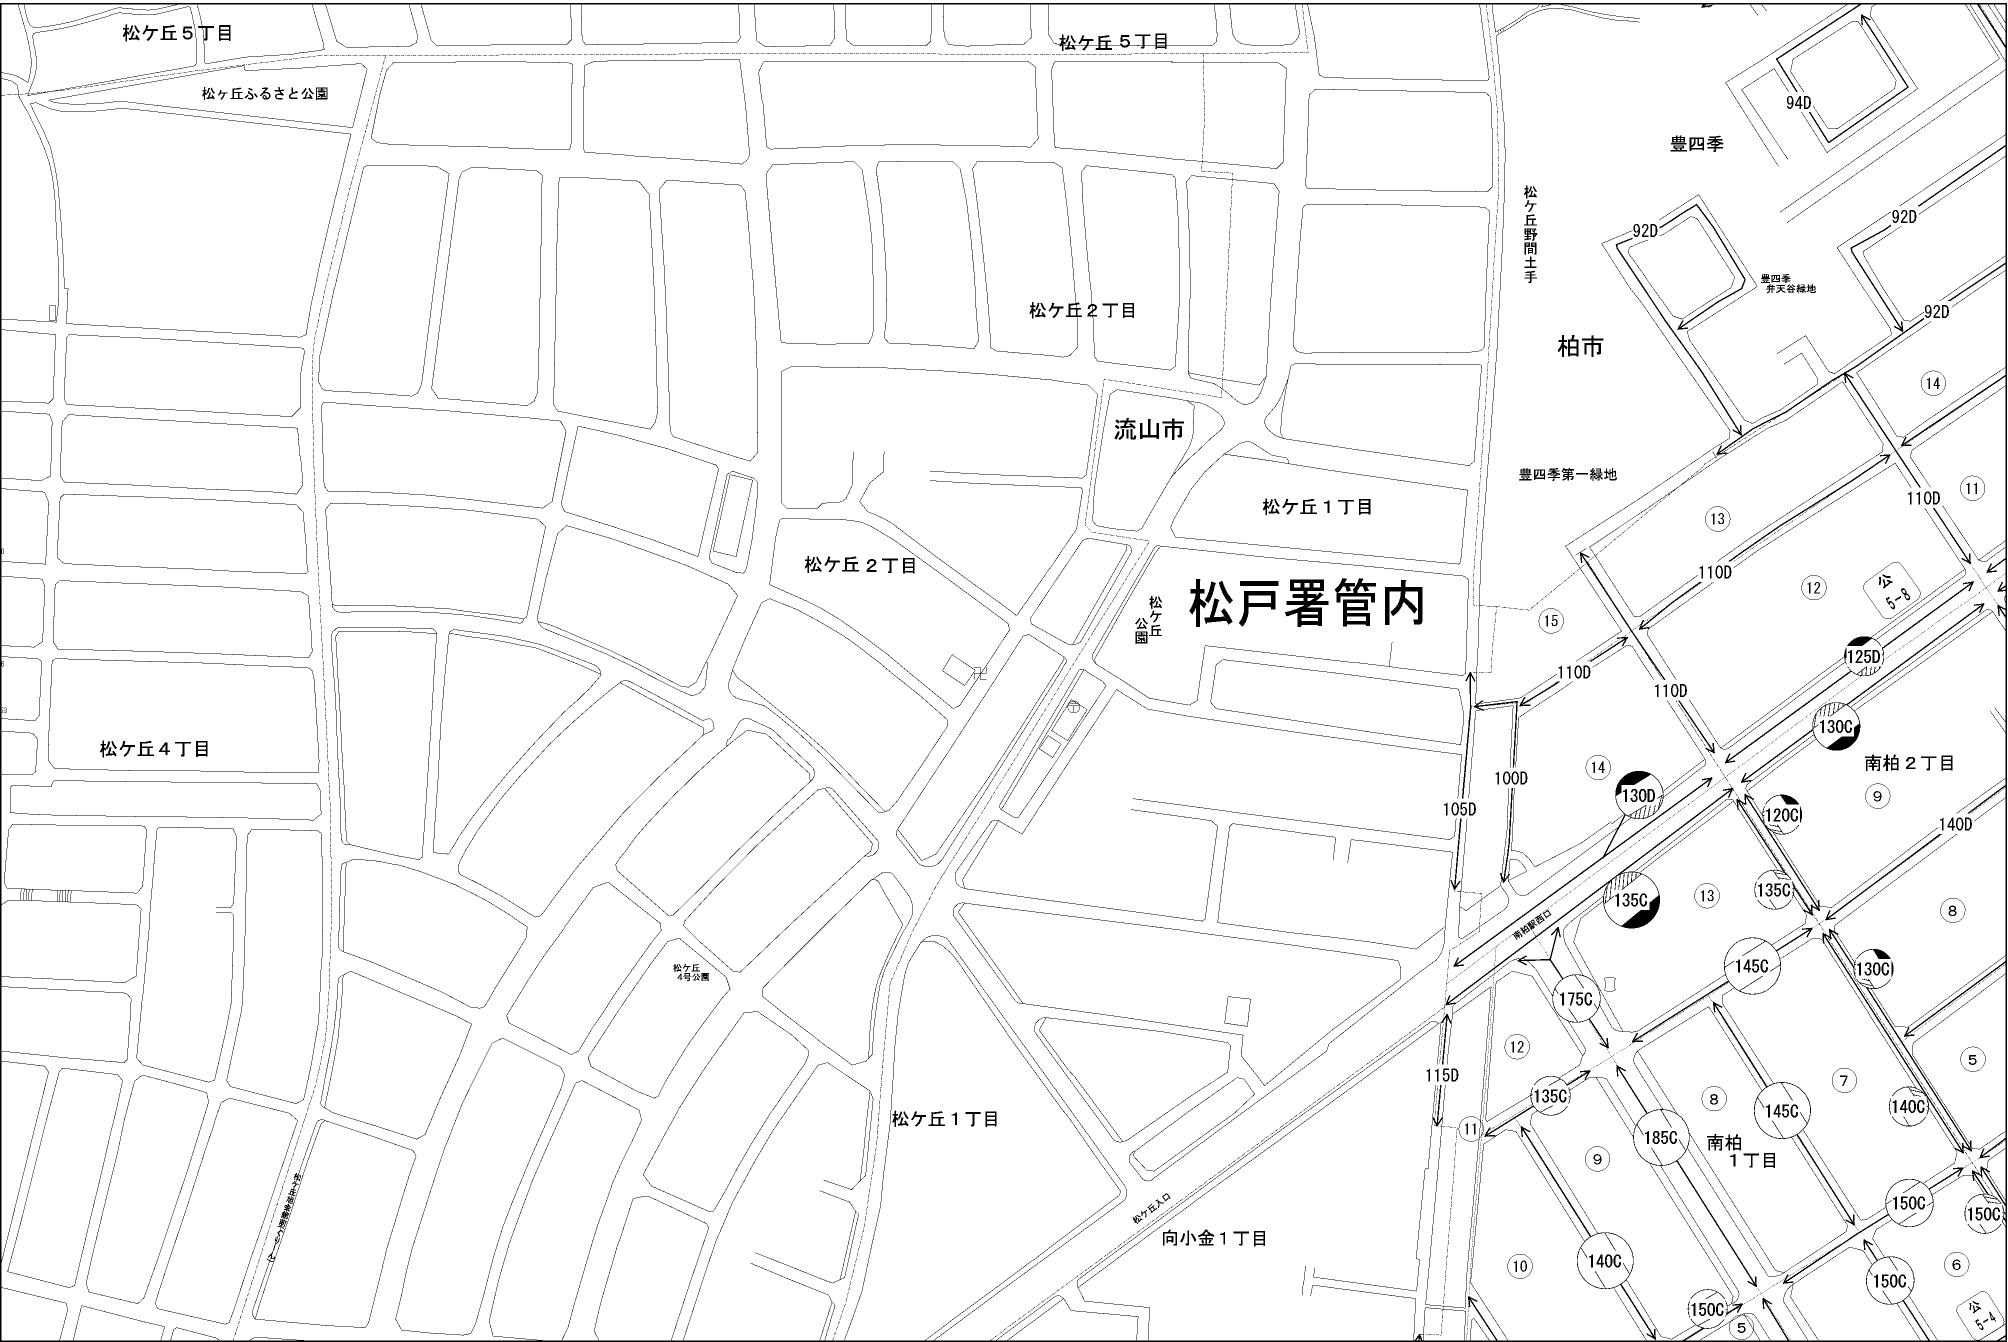 松ケ丘５丁目
松ケ丘５丁目
松ヶ丘ふるさと公園
94D
豊四季
松ケ丘野間土手
92D
92D
豊四季
弁天谷緑地
松ケ丘２丁目
92D
柏市
14
流山市
豊四季第一緑地
11
110D
松ケ丘１丁目
13
松ケ丘２丁目
110D
12
公
5-8
松戸署管内
松ケ丘
公園
15
125D
110D
110D
130C
松ケ丘４丁目
南柏２丁目
14
100D
130D
9
105D
120C
140D
135C
135C
13
8
南柏駅西口
松ケ丘
4号公園
145C
130C
175C
12
5
115D
7
135C
8
145C
140C
松ケ丘１丁目
11
185C
南柏
１丁目
9
150C
150C
松ケ丘入口
向小金１丁目
140C
10
6
150C
150C
公
5-4
5